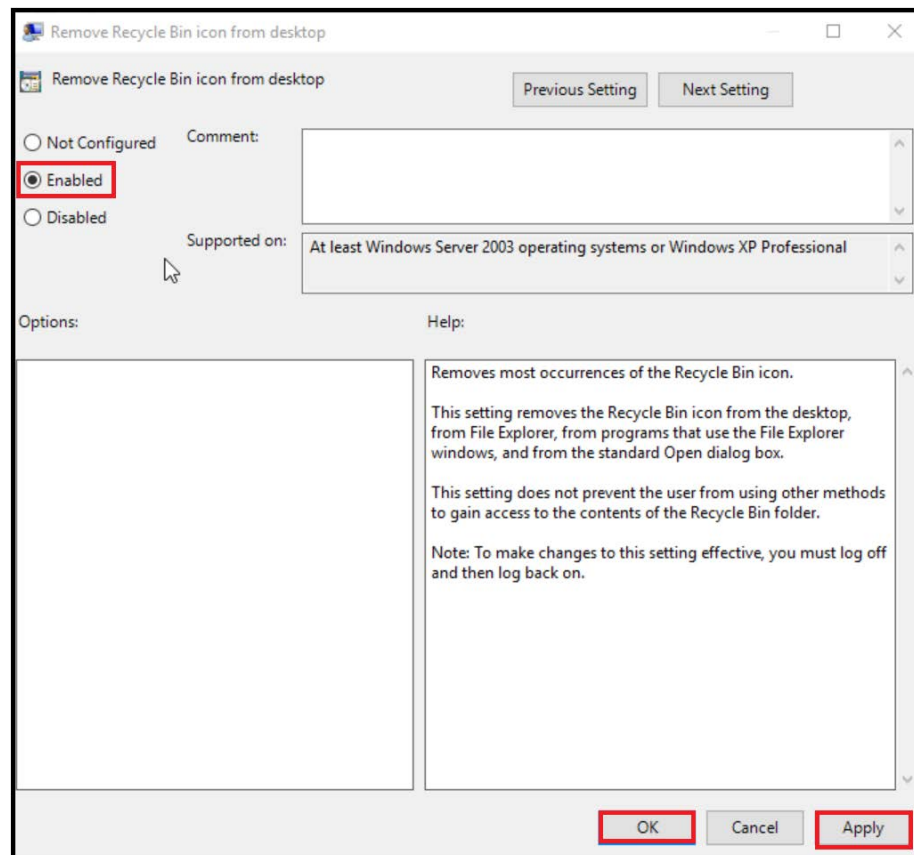 Remove Recycle Bin icon from desktop
Remove Recycle Bin icon from desktop
Previous Setting
Next Setting
Not Configured
Comment:
Enabled
Disabled
Supported on:
At least Windows Server 2003 operating systems or Windows XP Professional
Options:
Help:
Removes most occurrences of the Recycle Bin icon.
This setting removes the Recycle Bin icon from the desktop,
from File Explorer, from programs that use the File Explorer
windows, and from the standard Open dialog box.
This setting does not prevent the user from using other methods
to gain access to the contents of the Recycle Bin folder.
Note: To make changes to this setting effective, you must log off
and then log back on.
OK
Cancel
Apply